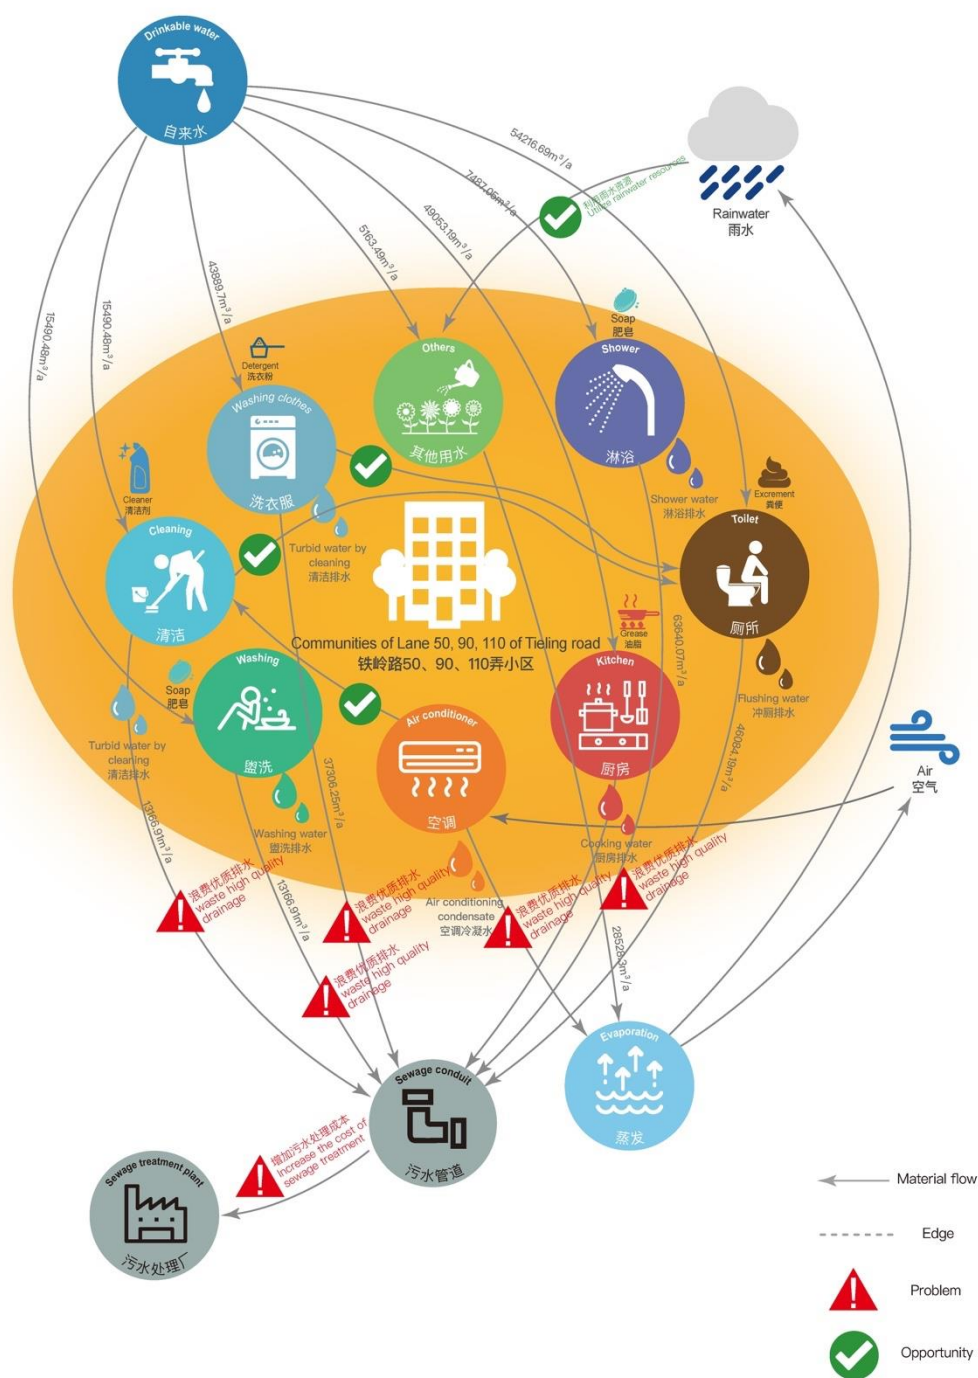 Drinkable water
自来水
54216.69m³/a
7487.05m³/a
49053.19m³/a
5163.49m³/a
43889.7m³/a
15490.48m³/a
15490.48m³/a
利用雨水资源
Utilize rainwater resources
Rainwater
雨水
Soap
肥皂
Detergent
洗衣粉
Others
其他用水
Shower
淋浴
Washing clothes
洗衣服
Shower water
淋浴排水
Excrement
粪便
Cleaner
清洁剂
Cleaning
清洁
Turbid water by
cleaning
清洁排水
Toilet
厕所
Communities of Lane 50, 90, 110 of Tieling road
铁岭路50、90、110弄小区
Grease
油脂
63640.07m³/a
Soap
肥皂
Washing
盥洗
Air conditioner
空调
Kitchen
厨房
Flushing water
冲厕排水
46084.19m³/a
Turbid water by
cleaning
清洁排水
Air
空气
37306.25m³/a
13166.91m³/a
Washing water
盥洗排水
Cooking water
厨房排水
浪费优质排水
waste high quality
drainage
13166.91m³/a
浪费优质排水
waste high quality
drainage
Air conditioning
condensate
空调冷凝水
浪费优质排水
waste high quality
drainage
浪费优质排水
waste high quality
drainage
浪费优质排水
waste high quality
drainage
28528.3m³/a
Evaporation
蒸发
Sewage conduit
污水管道
增加污水处理成本
Increase the cost of
sewage treatment
Sewage treatment plant
污水处理厂
Material flow
Edge
Problem
Opportunity